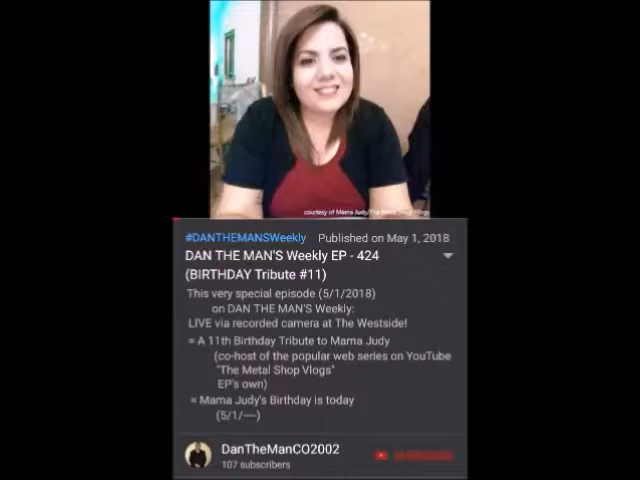 courtesy of Mama Judy/The Metal Shop Vlogs
#DANTHEMANSWeekly Published on May 1, 2018
DAN THE MAN'S Weekly EP - 424
(BIRTHDAY Tribute #11)
This very special episode (5/1/2018)
on DAN THE MAN'S Weekly:
LIVE via recorded camera at The Westside!
= A 11th Birthday Tribute to Mama Judy
(co-host of the popular web series on YouTube
"The Metal Shop Vlogs"
EP's own)
= Mama Judy's Birthday is today
(5/1/----)
DanTheManCO2002
107 subscribers